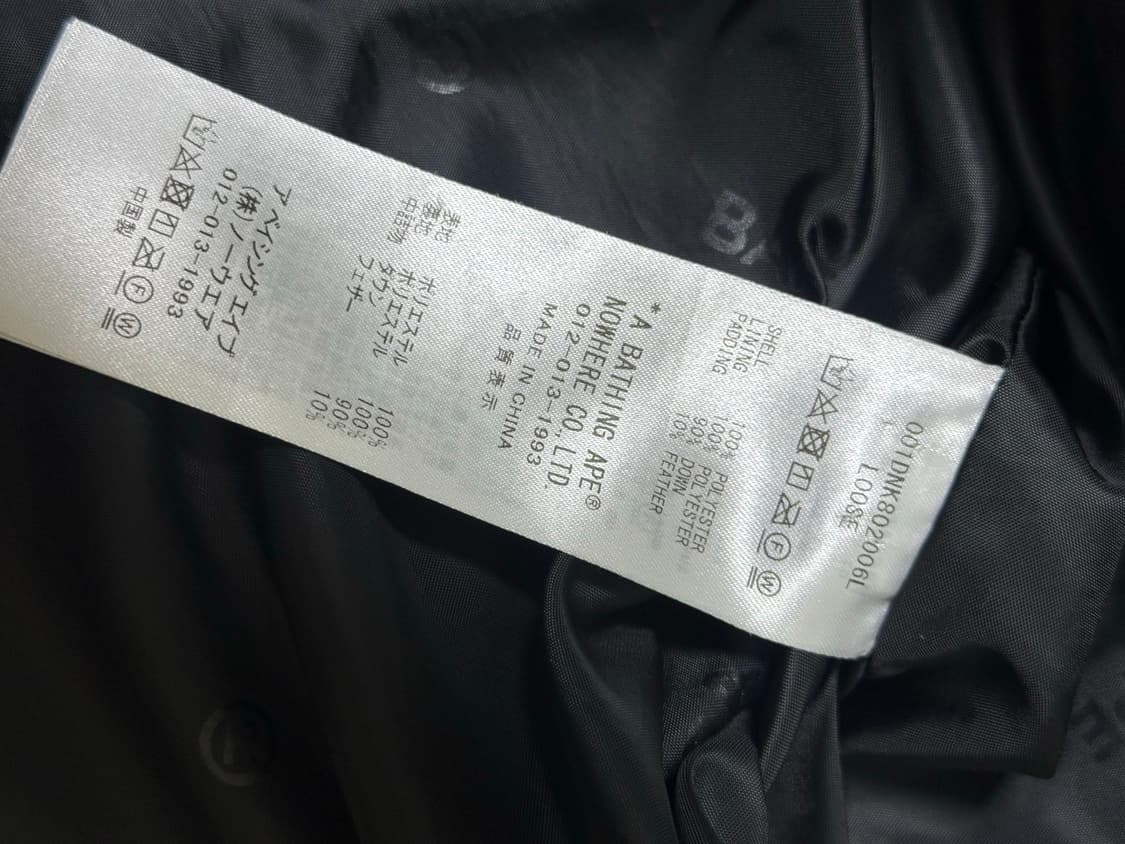 001DNK802006L
LOOSE
F W
SHELL 100% POLYESTER
LINING 100% POLYESTER
PADDING 90% DOWN
10% FEATHER
*A BATHING APE®
NOWHERE CO.,LTD.
012-013-1993
MADE IN CHINA
品質表示
表地 ポリエステル 100%
裏地 ポリエステル 100%
中詰物 ダウン 90%
フエザー 10%
アベイシングエイプ
(株)ノーウエア
012-013-1993
F W
中国製